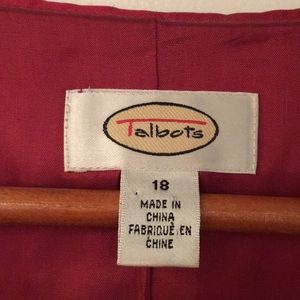 Talbots
18
MADE IN
CHINA
FABRIQUÉ EN
CHINE